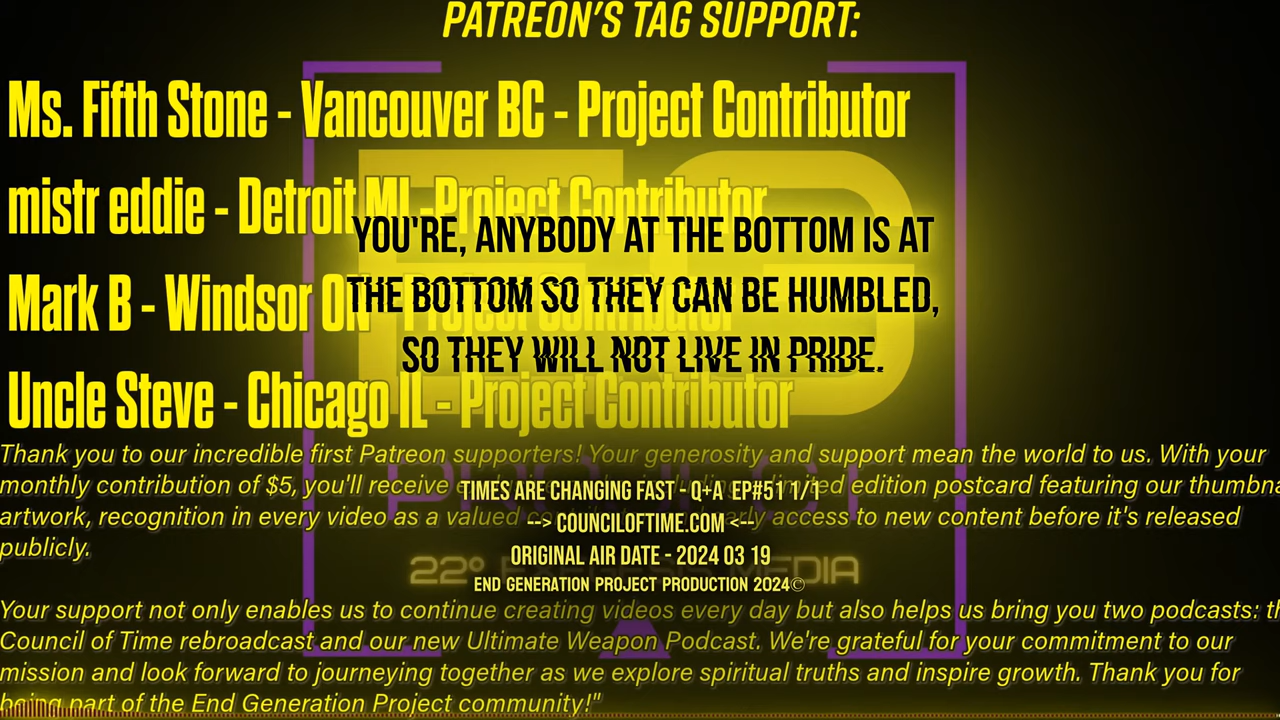 PATREON'S TAG SUPPORT:
Ms. Fifth Stone - Vancouver BC - Project Contributor
mistr eddie - Detroit MI -Project Contributor
YOU'RE, ANYBODY AT THE BOTTOM IS AT
Mark B - Windsor ON - Project Contributor
THE BOTTOM SO THEY CAN BE HUMBLED,
SO THEY WILL NOT LIVE IN PRIDE.
Uncle Steve - Chicago IL - Project Contributor
Thank you to our incredible first Patreon supporters! Your generosity and support mean the world to us. With your
monthly contribution of $5, you'll receive limited edition postcard featuring our thumbna
TIMES ARE CHANGING FAST - Q+A EP#51 1/1
artwork, recognition in every video as a valued early access to new content before it's released
--> COUNCILOFTIME.COM <--
publicly.
ORIGINAL AIR DATE - 2024 03 19
22° MEDIA
END GENERATION PROJECT PRODUCTION 2024©
Your support not only enables us to continue creating videos every day but also helps us bring you two podcasts: th
Council of Time rebroadcast and our new Ultimate Weapon Podcast. We're grateful for your commitment to our
mission and look forward to journeying together as we explore spiritual truths and inspire growth. Thank you for
being part of the End Generation Project community!"